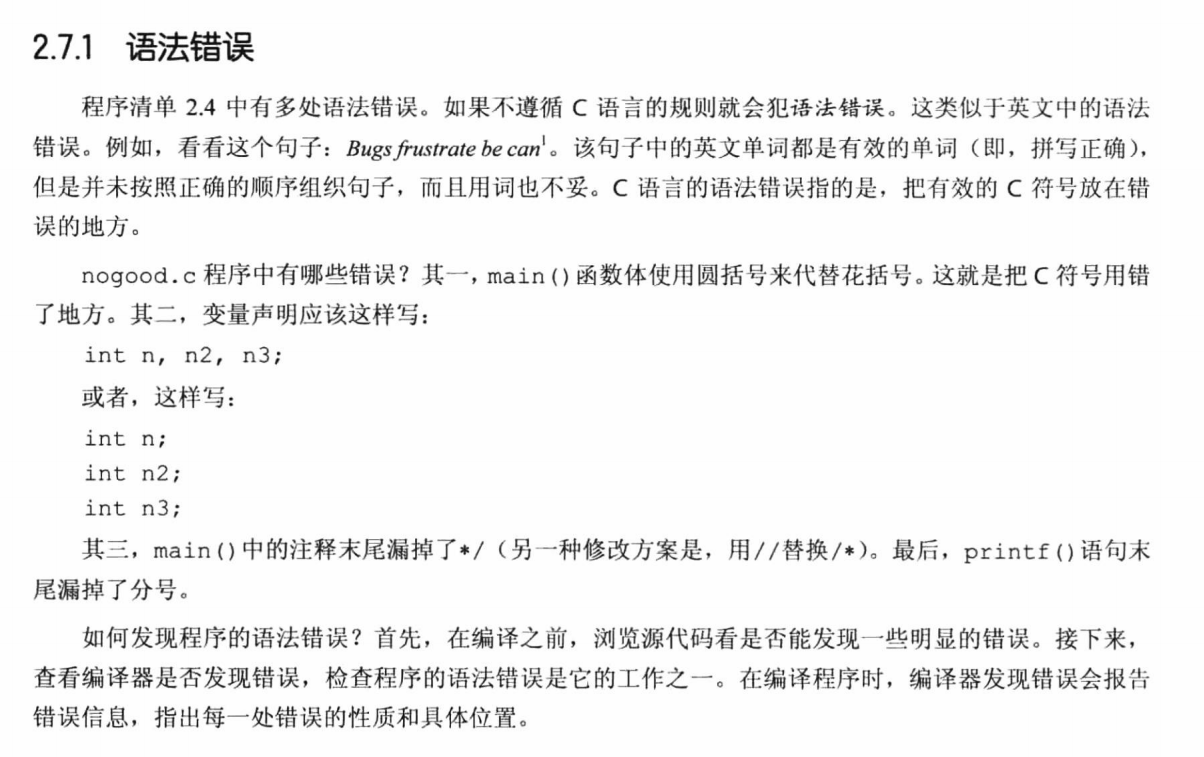 2.7.1 语法错误
程序清单 2.4 中有多处语法错误。如果不遵循 C 语言的规则就会犯语法错误。这类似于英文中的语法
错误。例如，看看这个句子：Bugs frustrate be can¹。该句子中的英文单词都是有效的单词（即，拼写正确），
但是并未按照正确的顺序组织句子，而且用词也不妥。C 语言的语法错误指的是，把有效的 C 符号放在错
误的地方。
nogood.c 程序中有哪些错误？其一，main()函数体使用圆括号来代替花括号。这就是把 C 符号用错
了地方。其二，变量声明应该这样写：
int n, n2, n3;
或者，这样写：
int n;
int n2;
int n3;
其三，main()中的注释末尾漏掉了*/（另一种修改方案是，用//替换/*）。最后，printf()语句末
尾漏掉了分号。
如何发现程序的语法错误？首先，在编译之前，浏览源代码看是否能发现一些明显的错误。接下来，
查看编译器是否发现错误，检查程序的语法错误是它的工作之一。在编译程序时，编译器发现错误会报告
错误信息，指出每一处错误的性质和具体位置。